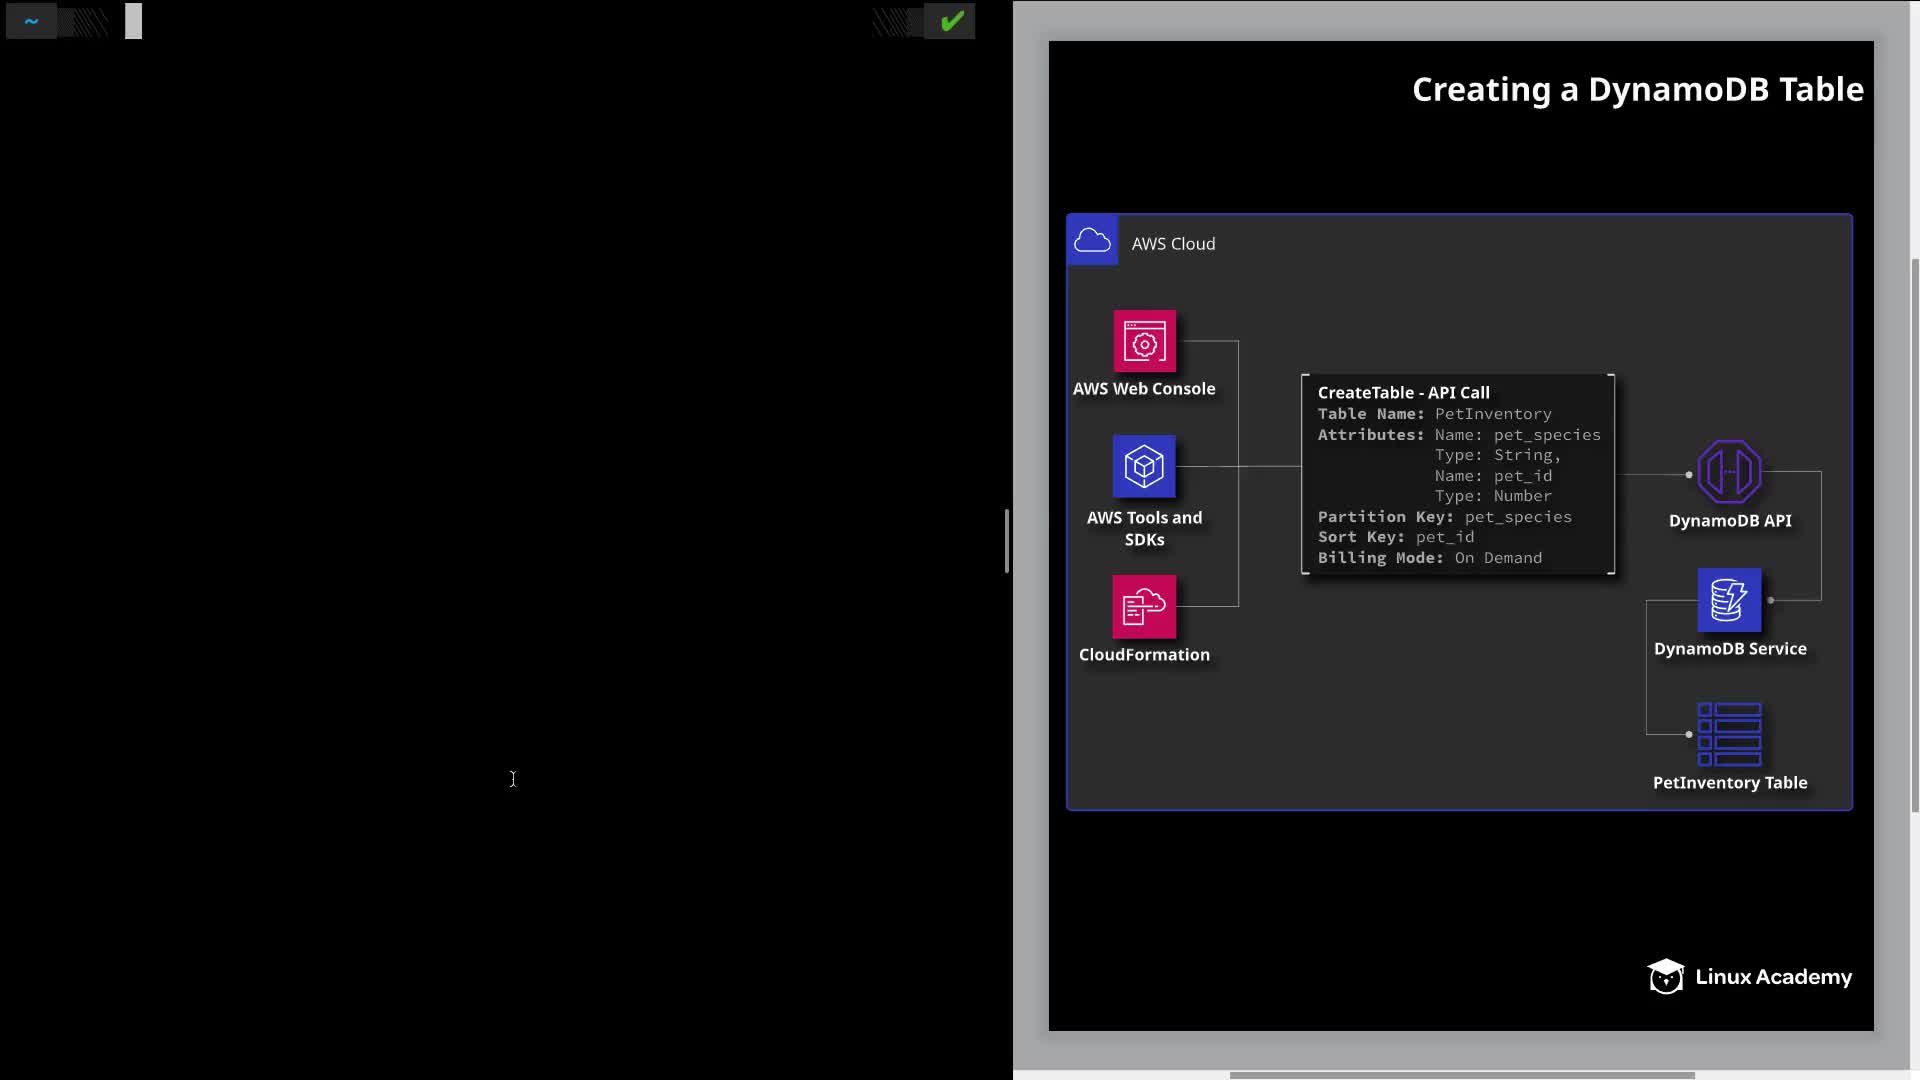 ~
✔
Creating a DynamoDB Table
AWS Cloud
AWS Web Console
AWS Tools and
SDKs
CloudFormation
CreateTable - API Call
Table Name: PetInventory
Attributes: Name: pet_species
Type: String,
Name: pet_id
Type: Number
Partition Key: pet_species
Sort Key: pet_id
Billing Mode: On Demand
DynamoDB API
DynamoDB Service
PetInventory Table
Linux Academy